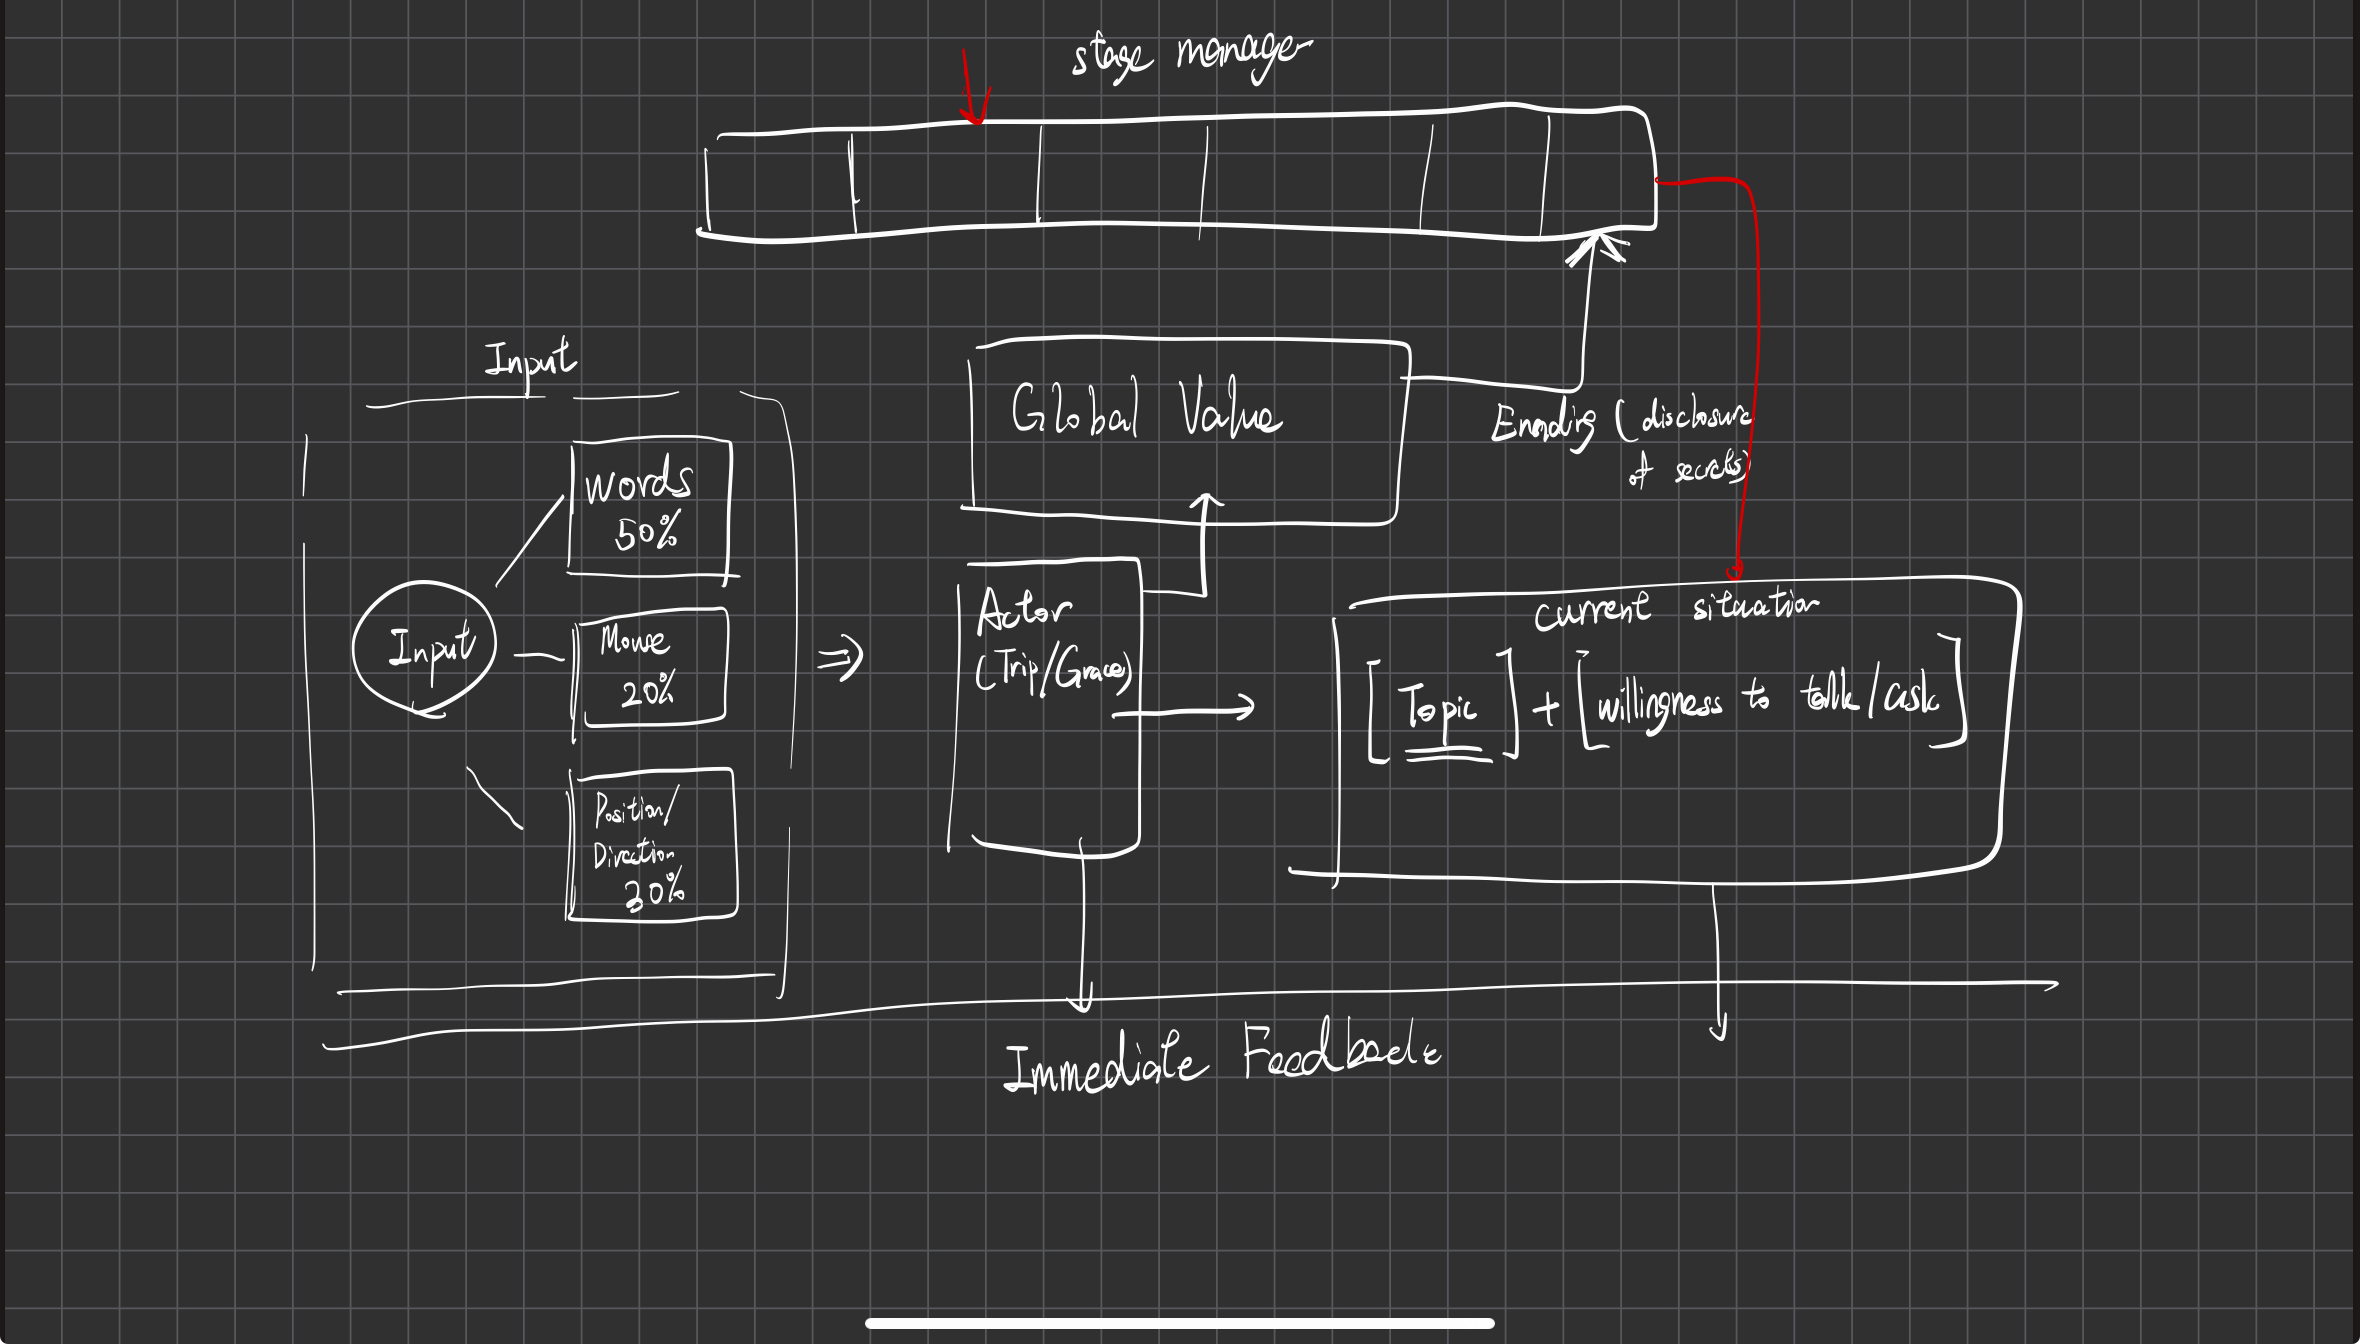 stage manager
Input
Global Value
Ending (disclosure
of secrets)
Words
50%
Input
Mouse
20%
Position/
Direction
30%
⇒
Actor
(Trip/Grace)
current situation
[Topic] + [willingness to talk/ask]
Immediate Feedback